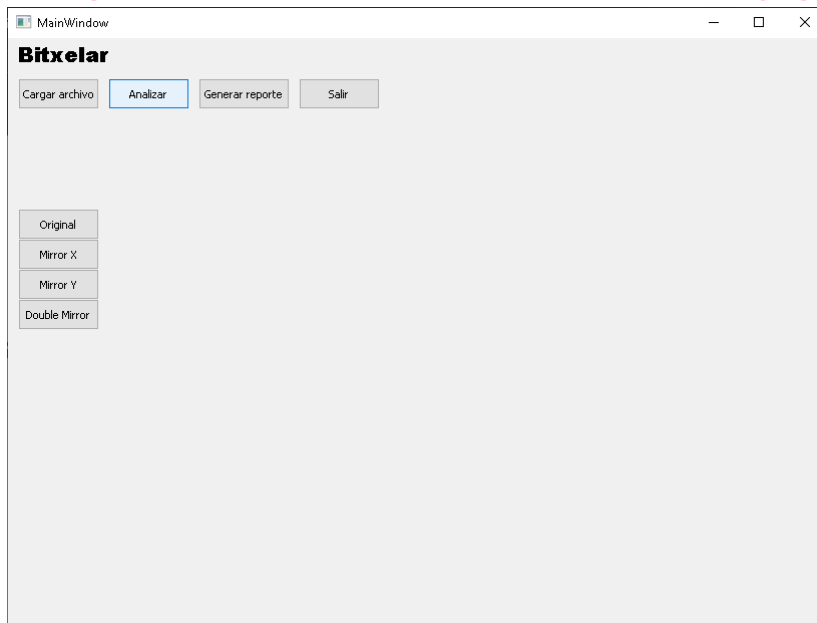 MainWindow
Bitxelar
Cargar archivo Analizar Generar reporte Salir
Original
Mirror X
Mirror Y
Double Mirror